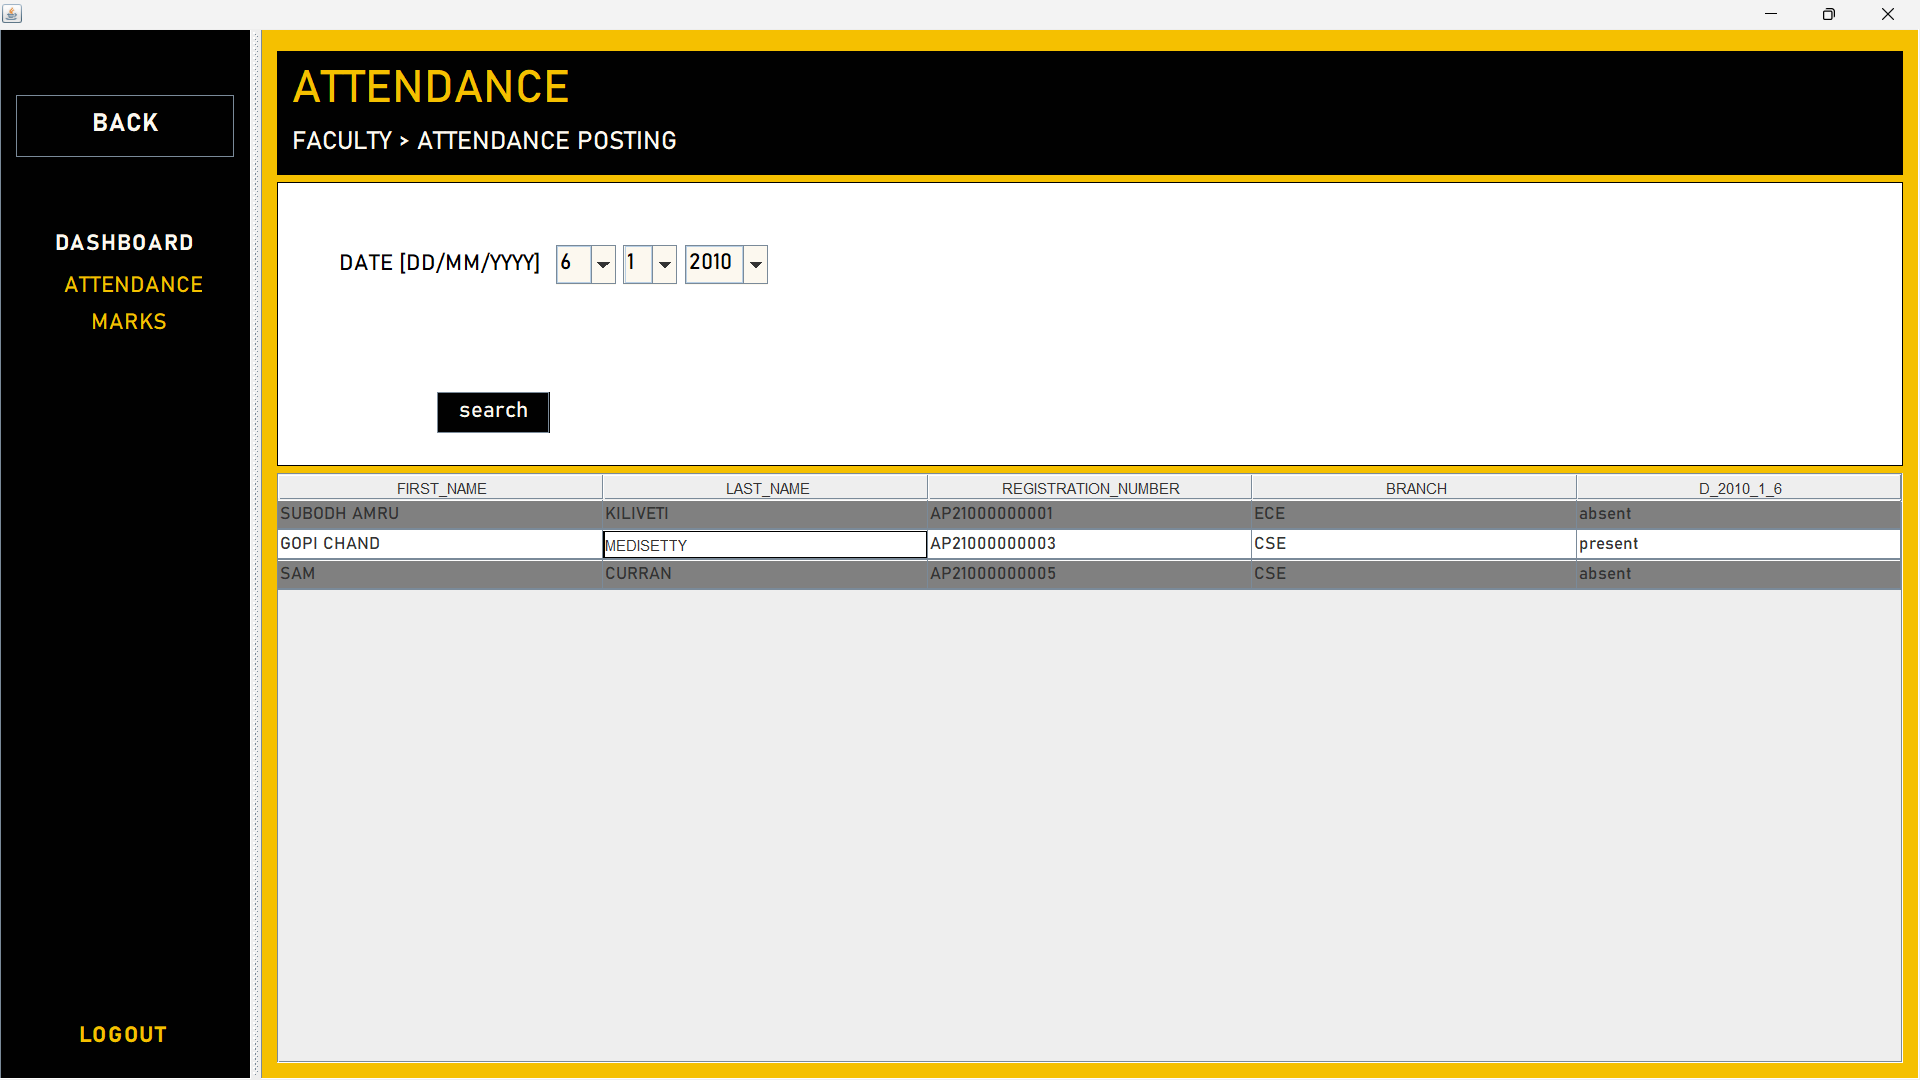 BACK
DASHBOARD
ATTENDANCE
MARKS
LOGOUT
ATTENDANCE
FACULTY > ATTENDANCE POSTING
DATE [DD/MM/YYYY] 6 1 2010
search
FIRST_NAME LAST_NAME REGISTRATION_NUMBER BRANCH D_2010_1_6
SUBODH AMRU KILIVETI AP21000000001 ECE absent
GOPI CHAND MEDISETTY AP21000000003 CSE present
SAM CURRAN AP21000000005 CSE absent